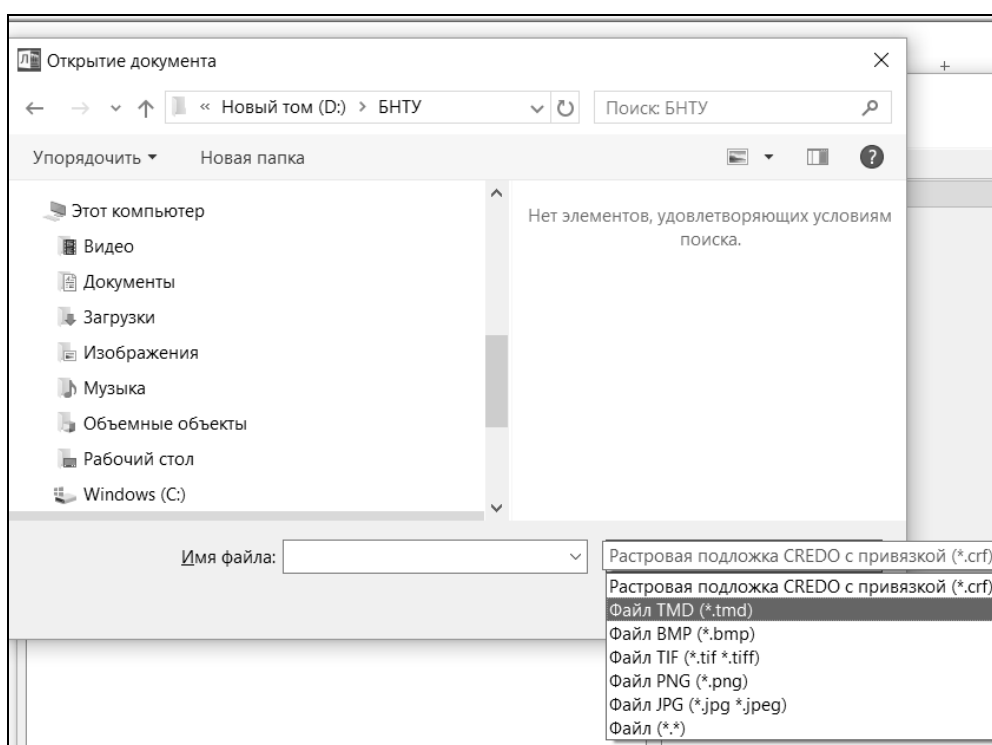 Открытие документа
« Новый том (D:) > БНТУ
Поиск: БНТУ
Упорядочить
Новая папка
?
Этот компьютер
Видео
Документы
Загрузки
Изображения
Музыка
Объемные объекты
Рабочий стол
Windows (C:)
Нет элементов, удовлетворяющих условиям
поиска.
Имя файла:
Растровая подложка CREDO с привязкой (*.crf)
Растровая подложка CREDO с привязкой (*.crf)
Файл TMD (*.tmd)
Файл BMP (*.bmp)
Файл TIF (*.tif *.tiff)
Файл PNG (*.png)
Файл JPG (*.jpg *.jpeg)
Файл (*.*)